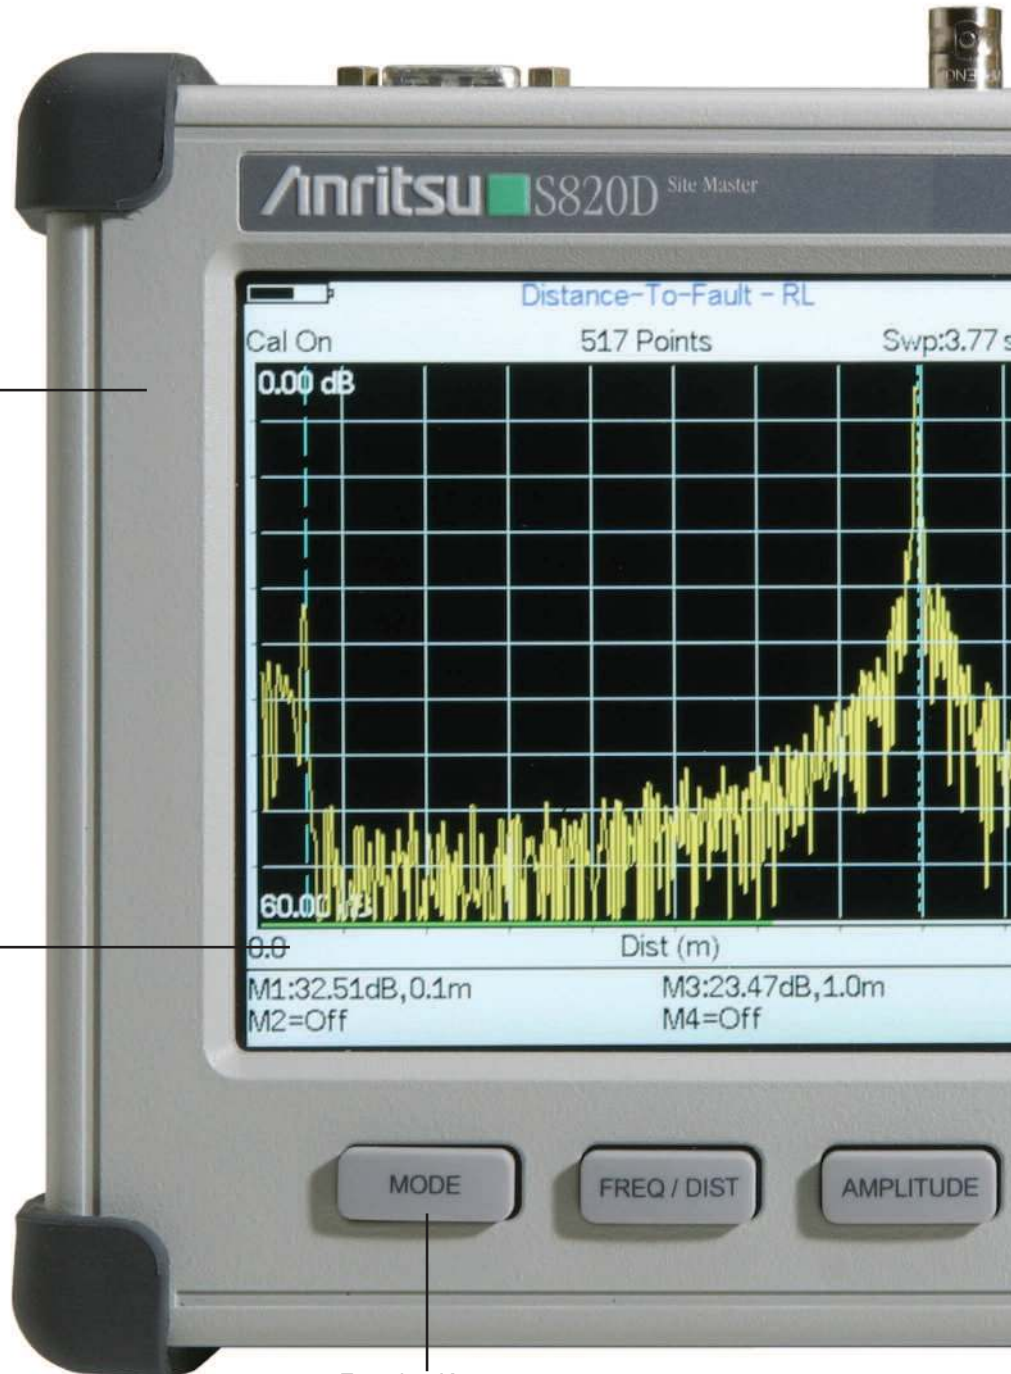 Anritsu S820D Site Master
Distance-To-Fault - RL
Cal On 517 Points Swp:3.77 s
0.00 dB
60.00 dB
0.0 Dist (m)
M1:32.51dB,0.1m M3:23.47dB,1.0m
M2=Off M4=Off
MODE FREQ / DIST AMPLITUDE